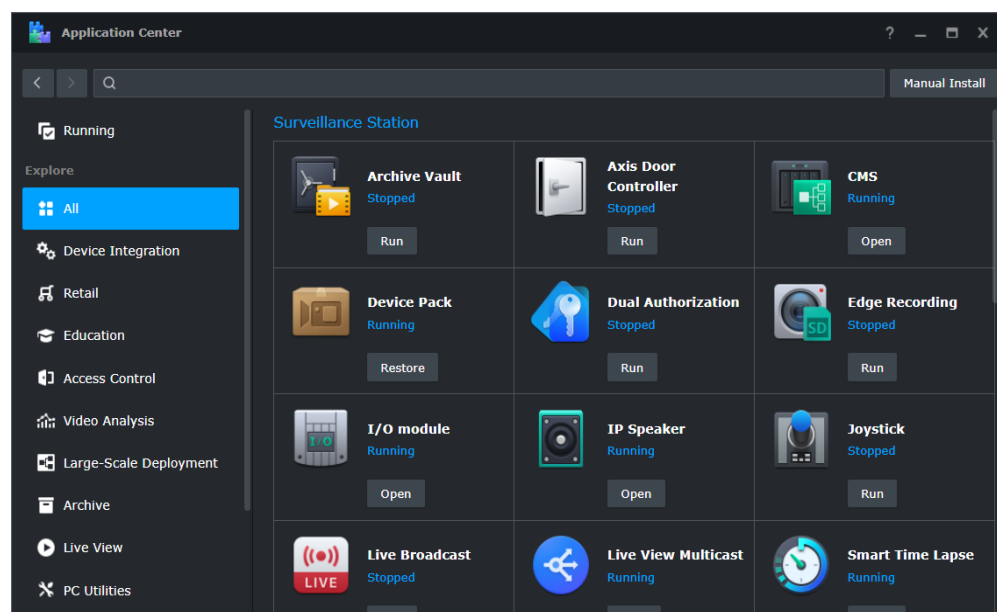 Application Center
?
Manual Install
Running
Explore
All
Device Integration
Retail
Education
Access Control
Video Analysis
Large-Scale Deployment
Archive
Live View
PC Utilities
Surveillance Station
Archive Vault
Stopped
Run
Axis Door
Controller
Stopped
Run
CMS
Running
Open
Device Pack
Running
Restore
Dual Authorization
Stopped
Run
SD
Edge Recording
Stopped
Run
I/O
I/O module
Running
Open
IP Speaker
Running
Open
Joystick
Stopped
Run
LIVE
Live Broadcast
Stopped
Live View Multicast
Running
Smart Time Lapse
Running